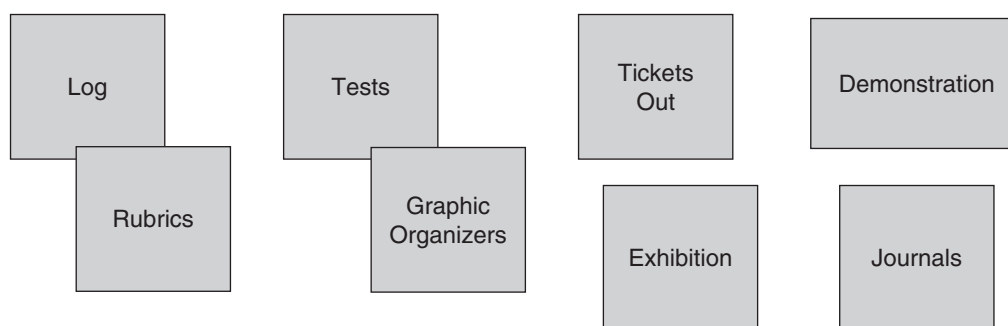 Log
Tests
Tickets
Out
Demonstration
Rubrics
Graphic
Organizers
Exhibition
Journals